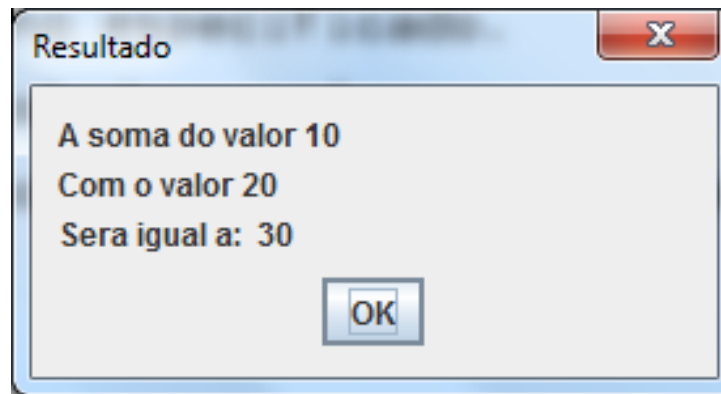 Resultado
A soma do valor 10
Com o valor 20
Sera igual a: 30
OK